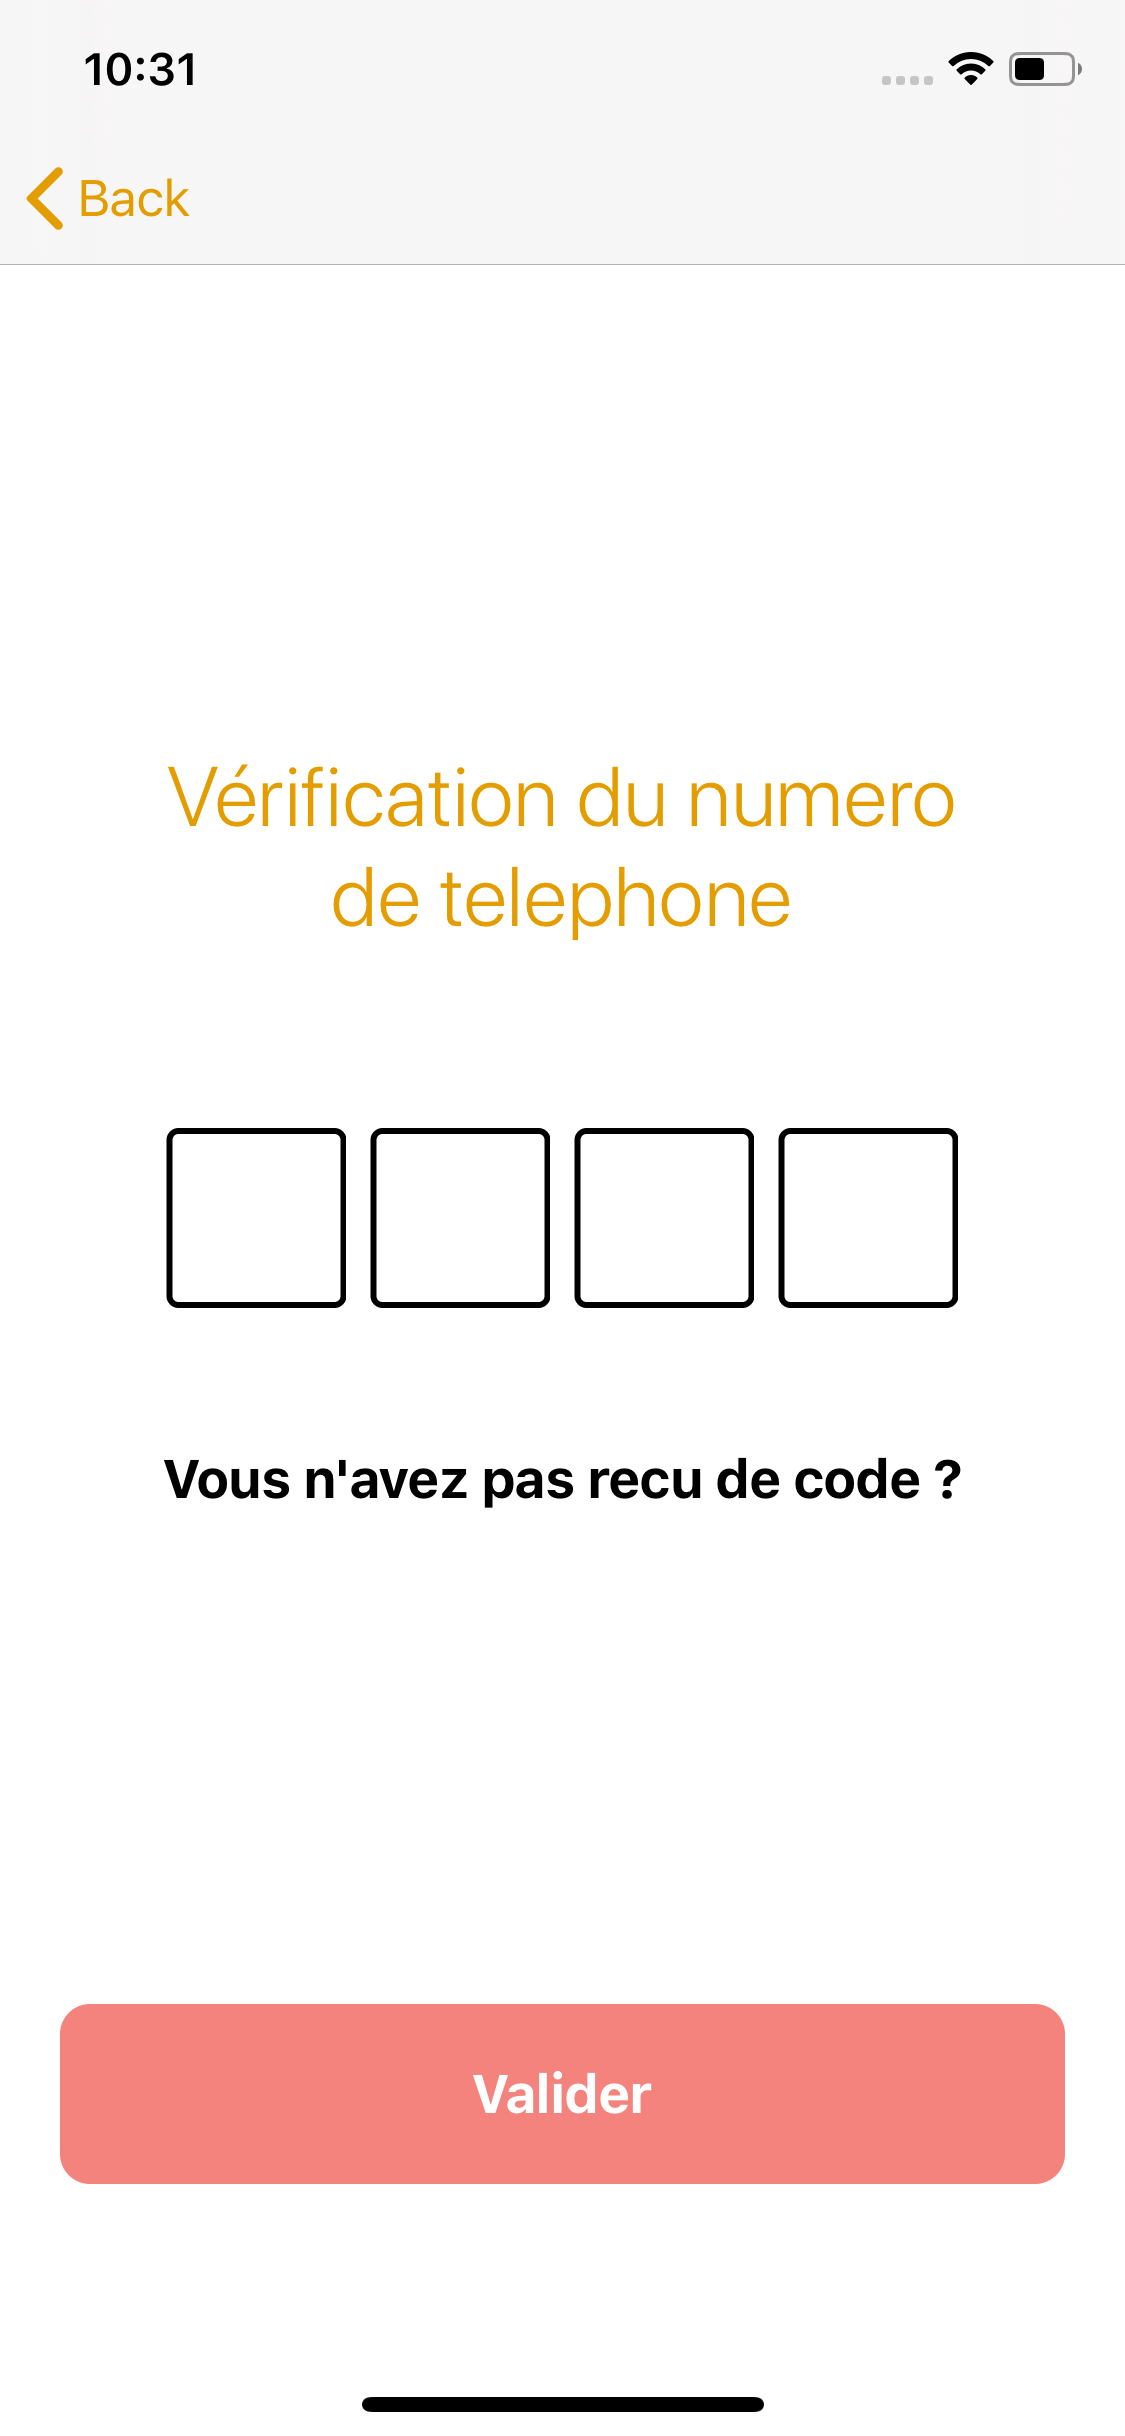 10:31
Back
Vérification du numero
de telephone
Vous n'avez pas recu de code ?
Valider